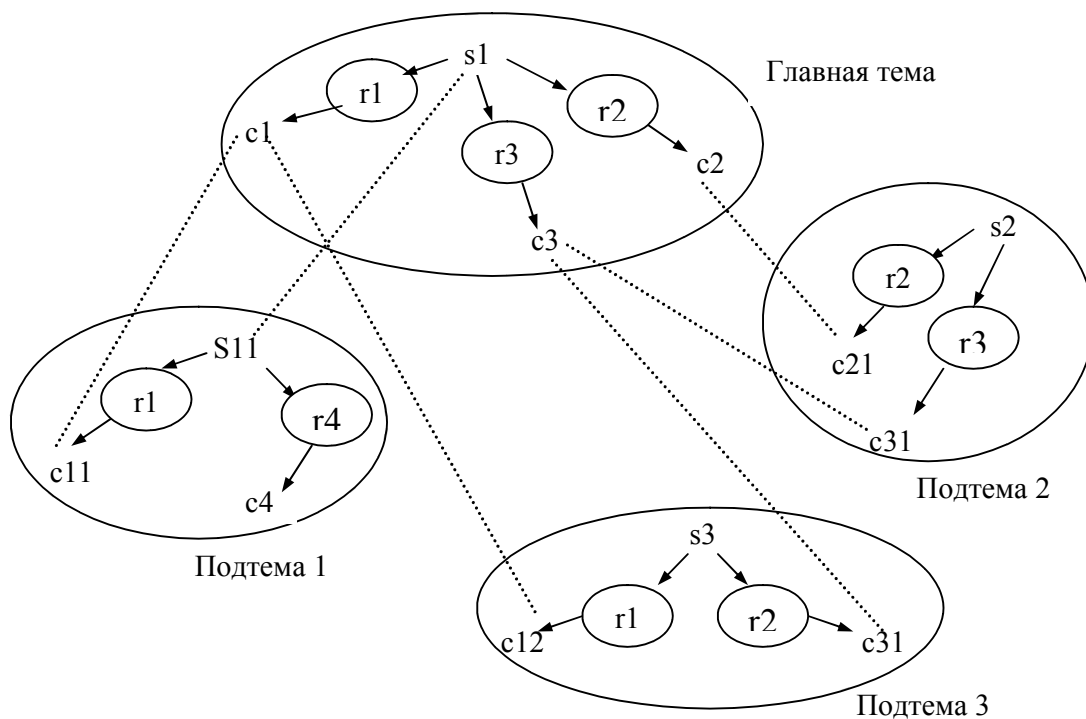 s1
Главная тема
r1
r2
c1
r3
c2
c3
s2
r2
r3
c21
c31
Подтема 2
S11
r1
r4
c11
c4
Подтема 1
s3
r1
r2
c12
c31
Подтема 3